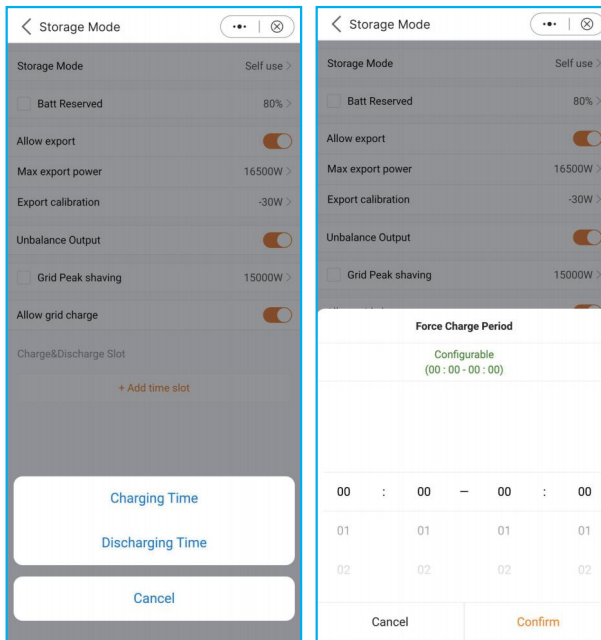 Storage Mode
Storage Mode Self use >
Batt Reserved 80% >
Allow export
Max export power 16500W >
Export calibration -30W >
Unbalance Output
Grid Peak shaving 15000W >
Allow grid charge
Charge&Discharge Slot
+ Add time slot
Charging Time
Discharging Time
Cancel
Storage Mode
Storage Mode Self use >
Batt Reserved 80% >
Allow export
Max export power 16500W >
Export calibration -30W >
Unbalance Output
Grid Peak shaving 15000W >
Force Charge Period
Configurable
(00 : 00 - 00 : 00)
00 : 00 – 00 : 00
01 01 01 01
02 02 02 02
Cancel Confirm